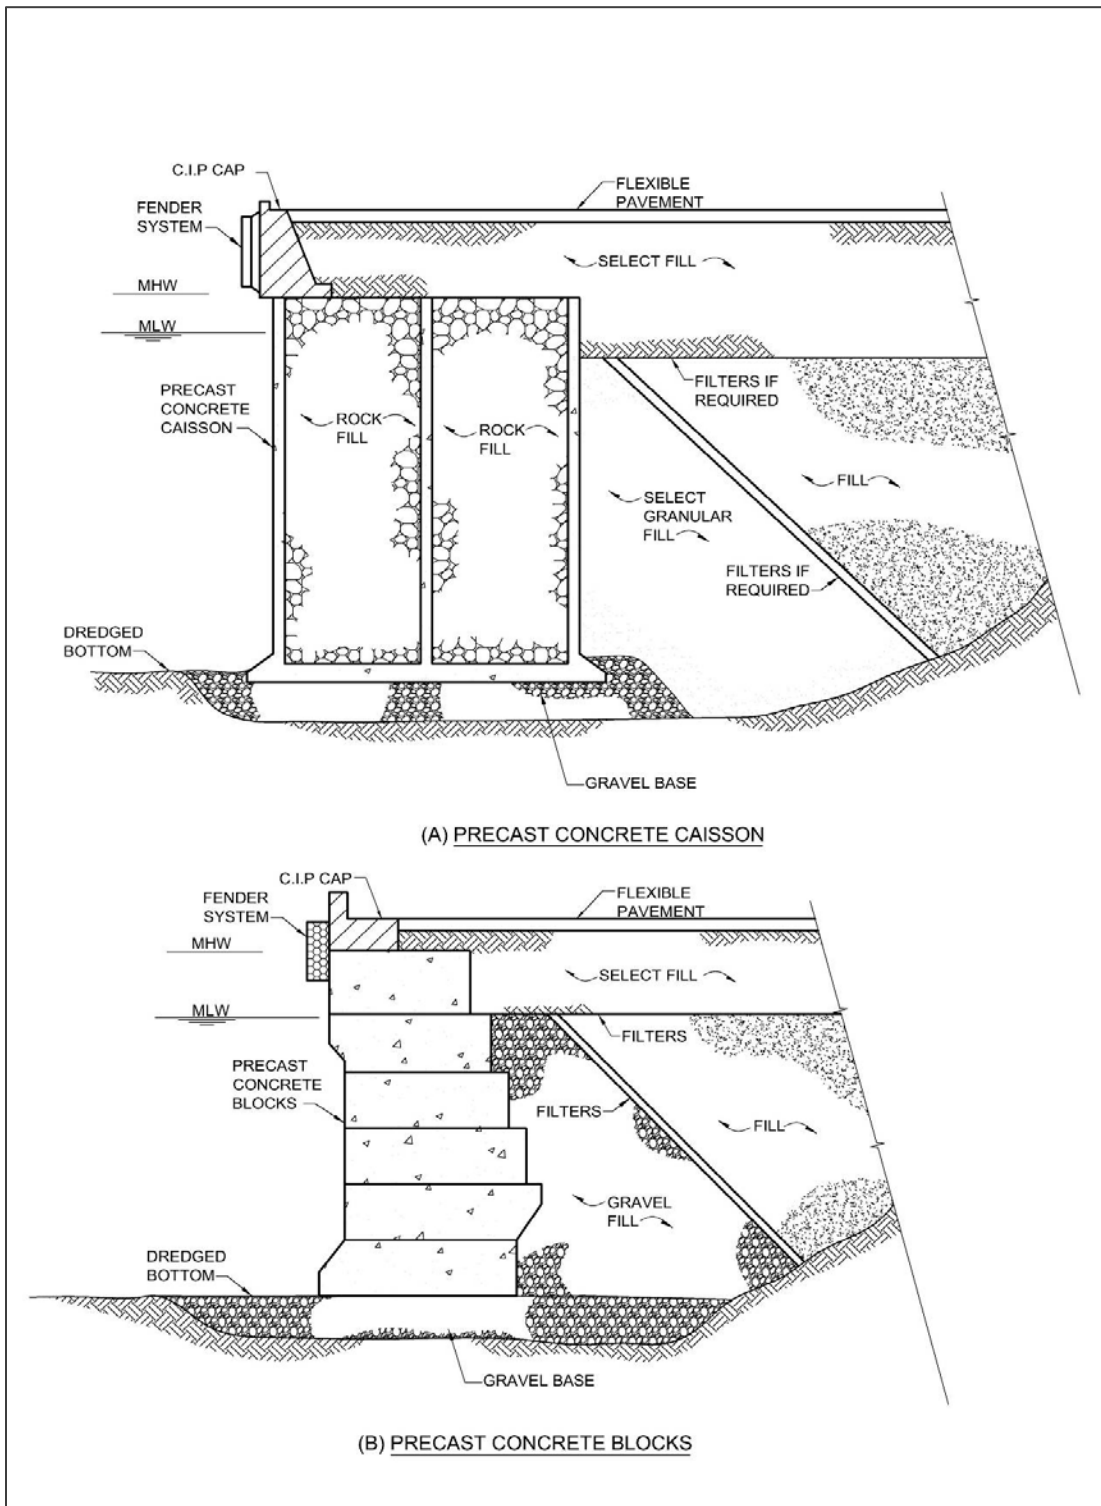 C.I.P CAP
FLEXIBLE
PAVEMENT
FENDER
SYSTEM
SELECT FILL
MHW
MLW
FILTERS IF
REQUIRED
PRECAST
CONCRETE
CAISSON
ROCK
FILL
ROCK
FILL
FILL
SELECT
GRANULAR
FILL
FILTERS IF
REQUIRED
DREDGED
BOTTOM
GRAVEL BASE
(A) PRECAST CONCRETE CAISSON
C.I.P CAP
FLEXIBLE
PAVEMENT
FENDER
SYSTEM
MHW
SELECT FILL
MLW
FILTERS
PRECAST
CONCRETE
BLOCKS
FILTERS
FILL
GRAVEL
FILL
DREDGED
BOTTOM
GRAVEL BASE
(B) PRECAST CONCRETE BLOCKS